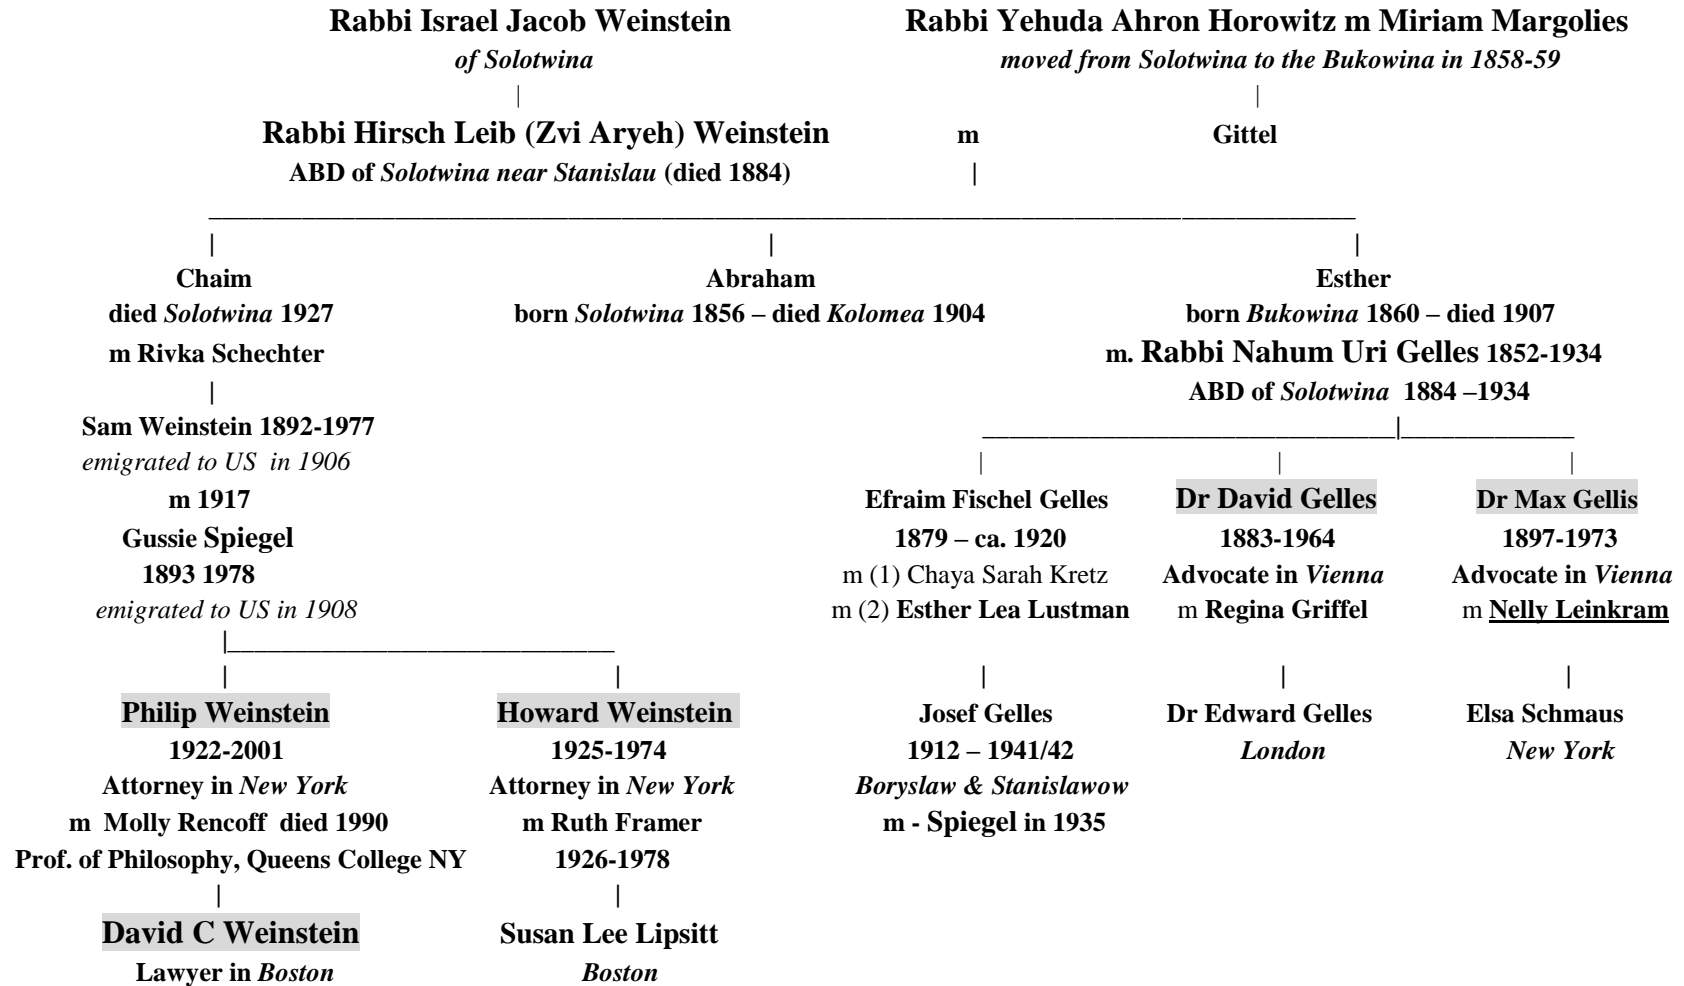 Rabbi Israel Jacob Weinstein Rabbi Yehuda Ahron Horowitz m Miriam Margolies
of Solotwina moved from Solotwina to the Bukowina in 1858-59
Rabbi Hirsch Leib (Zvi Aryeh) Weinstein m Gittel
ABD of Solotwina near Stanislau (died 1884)
Chaim Abraham Esther
died Solotwina 1927 born Solotwina 1856 – died Kolomea 1904 born Bukowina 1860 – died 1907
m Rivka Schechter m. Rabbi Nahum Uri Gelles 1852-1934
ABD of Solotwina 1884 –1934
Sam Weinstein 1892-1977
emigrated to US in 1906
m 1917 Efraim Fischel Gelles Dr David Gelles Dr Max Gellis
Gussie Spiegel 1879 – ca. 1920 1883-1964 1897-1973
1893 1978 m (1) Chaya Sarah Kretz Advocate in Vienna Advocate in Vienna
emigrated to US in 1908 m (2) Esther Lea Lustman m Regina Griffel m Nelly Leinkram
Philip Weinstein Howard Weinstein Josef Gelles Dr Edward Gelles Elsa Schmaus
1922-2001 1925-1974 1912 – 1941/42 London New York
Attorney in New York Attorney in New York Boryslaw & Stanislawow
m Molly Rencoff died 1990 m Ruth Framer m - Spiegel in 1935
Prof. of Philosophy, Queens College NY 1926-1978
David C Weinstein Susan Lee Lipsitt
Lawyer in Boston Boston